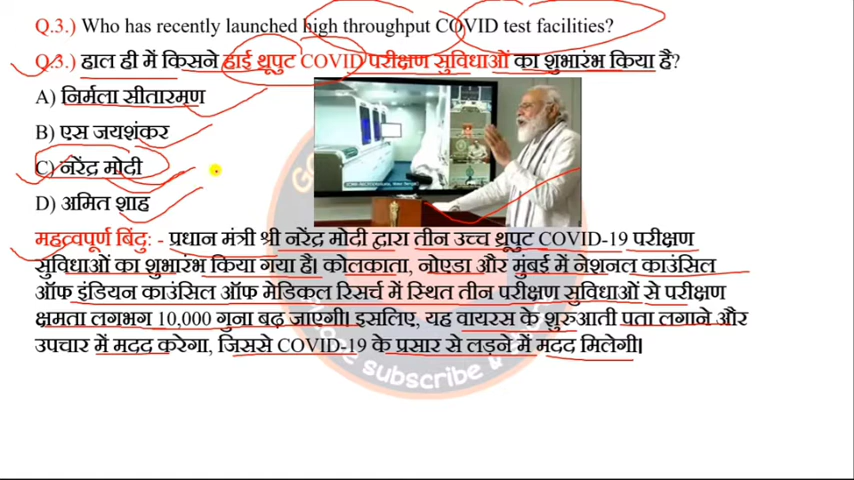 Q.3.) Who has recently launched high throughput COVID test facilities?
Q.3.) हाल ही में किसने हाई थ्रूपुट COVID परीक्षण सुविधाओं का शुभारंभ किया है?
A) निर्मला सीतारमण
B) एस जयशंकर
C) नरेंद्र मोदी
D) अमित शाह
महत्वपूर्ण बिंदु: - प्रधान मंत्री श्री नरेंद्र मोदी द्वारा तीन उच्च थ्रूपुट COVID-19 परीक्षण
सुविधाओं का शुभारंभ किया गया है। कोलकाता, नोएडा और मुंबई में नेशनल काउंसिल
ऑफ इंडियन काउंसिल ऑफ मेडिकल रिसर्च में स्थित तीन परीक्षण सुविधाओं से परीक्षण
क्षमता लगभग 10,000 गुना बढ़ जाएगी। इसलिए, यह वायरस के शुरुआती पता लगाने और
उपचार में मदद करेगा, जिससे COVID-19 के प्रसार से लड़ने में मदद मिलेगी।
subscribe &